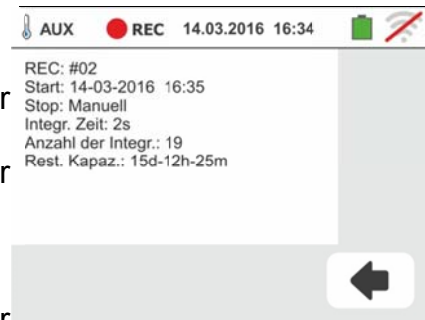 AUX REC 14.03.2016 16:34
REC: #02
Start: 14-03-2016 16:35
r
Stop: Manuell
Integr. Zeit: 2s
Anzahl der Integr.: 19
Rest. Kapaz.: 15d-12h-25m
r
r